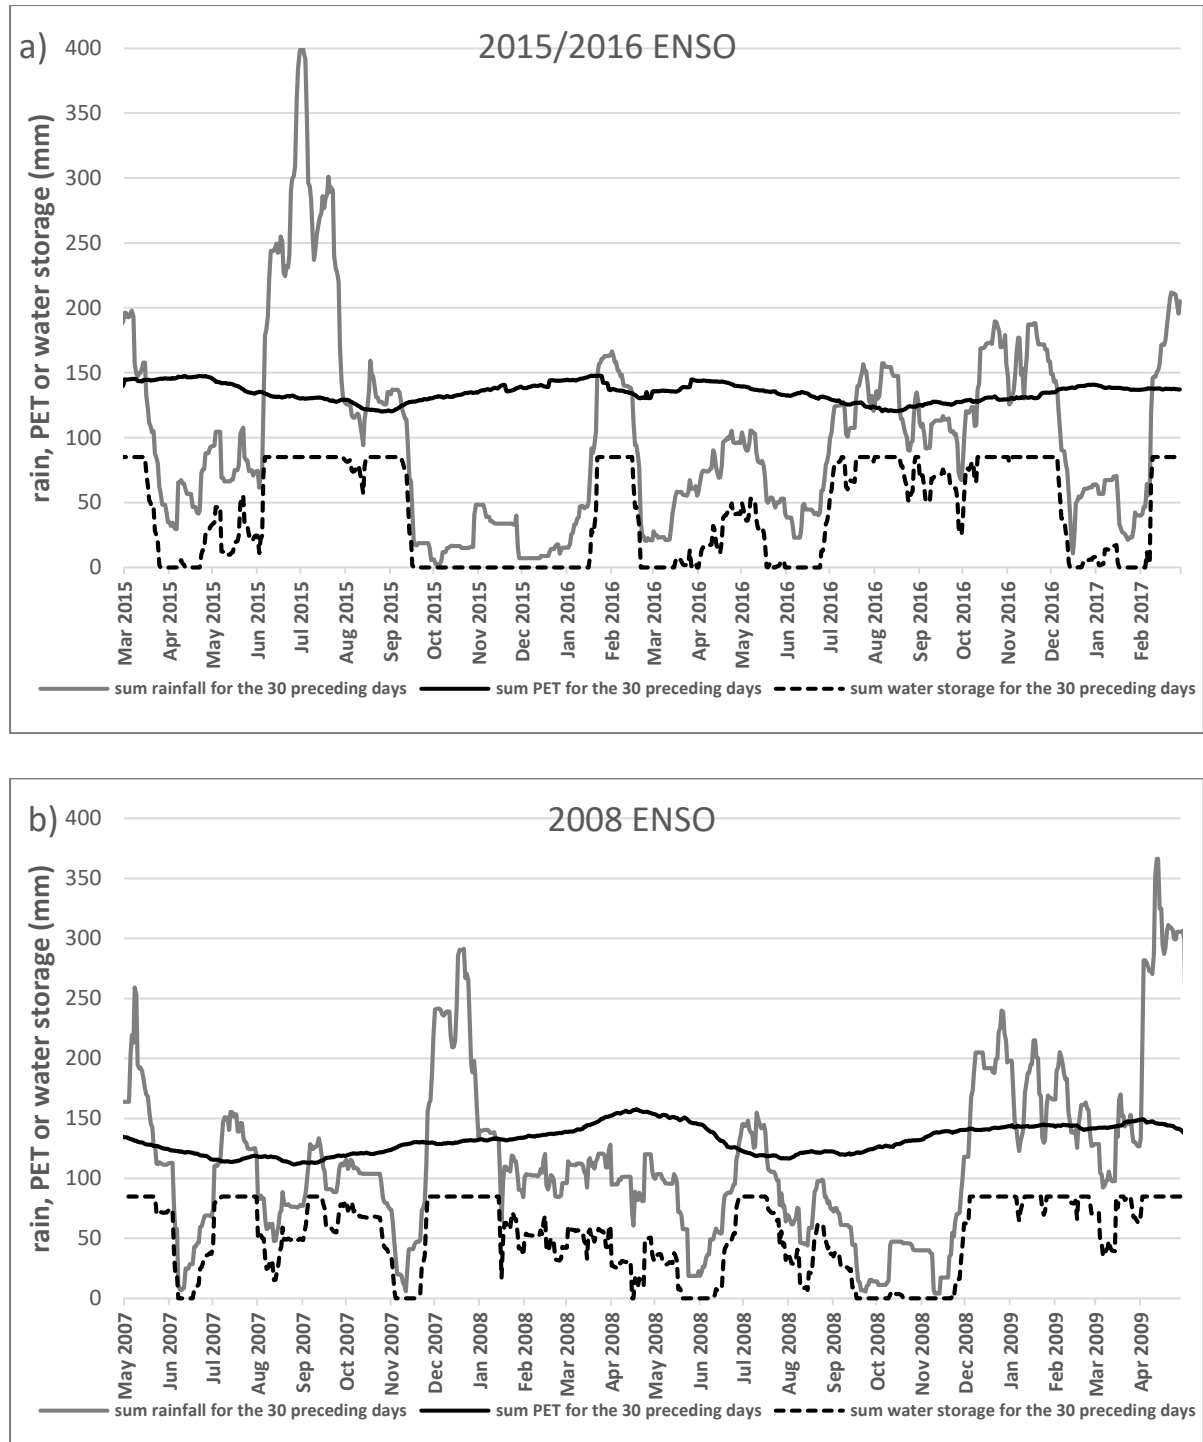 a)
2015/2016 ENSO
rain, PET or water storage (mm)
400
350
300
250
200
150
100
50
0
Mar 2015
Apr 2015
May 2015
Jun 2015
Jul 2015
Aug 2015
Sep 2015
Oct 2015
Nov 2015
Dec 2015
Jan 2016
Feb 2016
Mar 2016
Apr 2016
May 2016
Jun 2016
Jul 2016
Aug 2016
Sep 2016
Oct 2016
Nov 2016
Dec 2016
Jan 2017
Feb 2017
sum rainfall for the 30 preceding days
sum PET for the 30 preceding days
sum water storage for the 30 preceding days
b)
2008 ENSO
rain, PET or water storage (mm)
400
350
300
250
200
150
100
50
0
May 2007
Jun 2007
Jul 2007
Aug 2007
Sep 2007
Oct 2007
Nov 2007
Dec 2007
Jan 2008
Feb 2008
Mar 2008
Apr 2008
May 2008
Jun 2008
Jul 2008
Aug 2008
Sep 2008
Oct 2008
Nov 2008
Dec 2008
Jan 2009
Feb 2009
Mar 2009
Apr 2009
sum rainfall for the 30 preceding days
sum PET for the 30 preceding days
sum water storage for the 30 preceding days